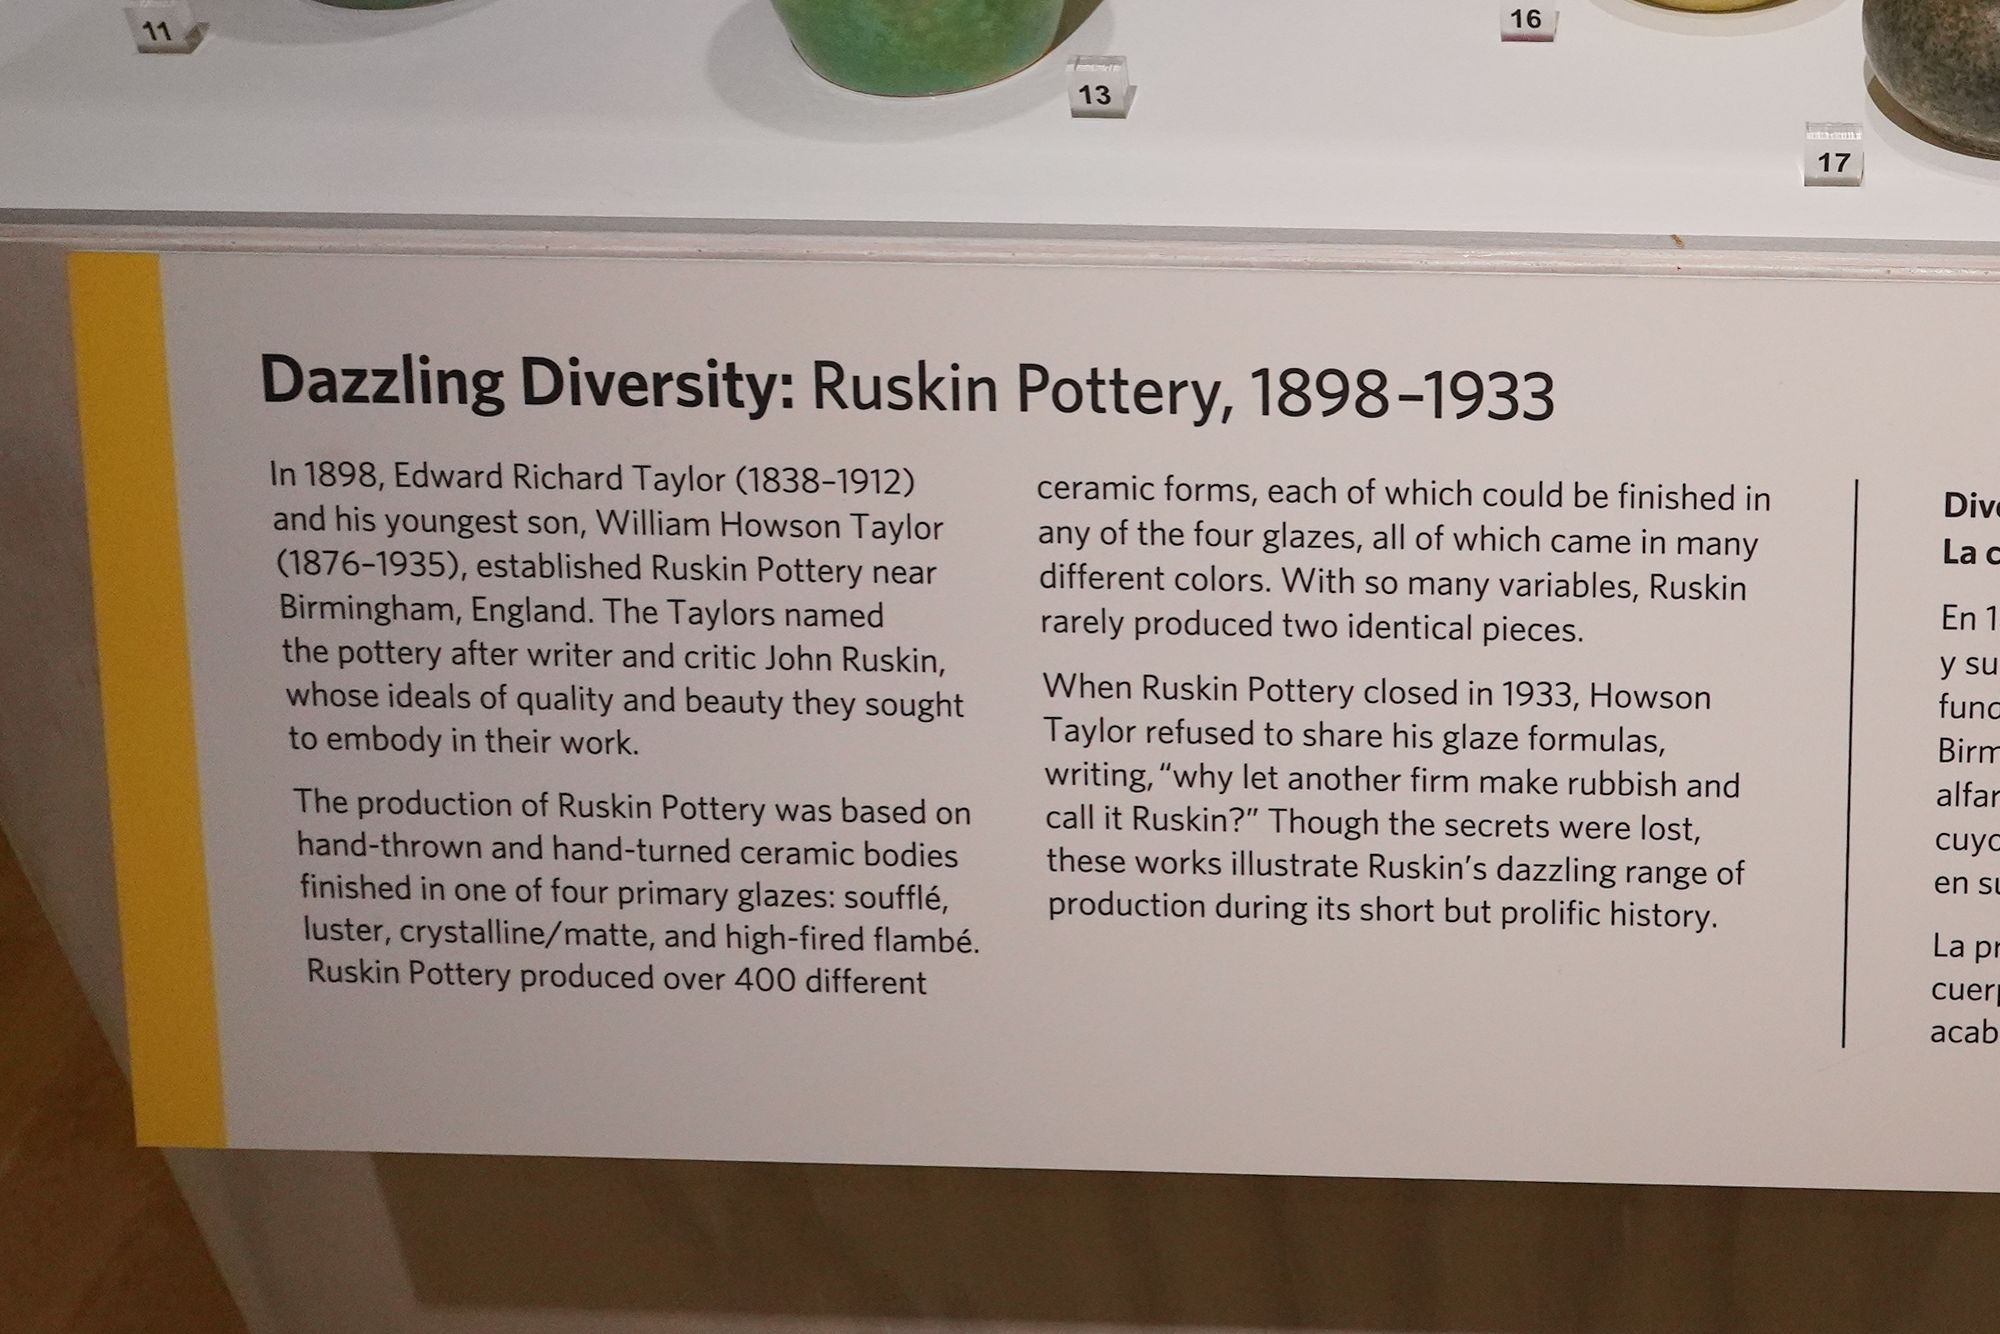 11
13
16
17
Dazzling Diversity: Ruskin Pottery, 1898–1933
In 1898, Edward Richard Taylor (1838–1912)
and his youngest son, William Howson Taylor
(1876–1935), established Ruskin Pottery near
Birmingham, England. The Taylors named
the pottery after writer and critic John Ruskin,
whose ideals of quality and beauty they sought
to embody in their work.
The production of Ruskin Pottery was based on
hand-thrown and hand-turned ceramic bodies
finished in one of four primary glazes: soufflé,
luster, crystalline/matte, and high-fired flambé.
Ruskin Pottery produced over 400 different
ceramic forms, each of which could be finished in
any of the four glazes, all of which came in many
different colors. With so many variables, Ruskin
rarely produced two identical pieces.
When Ruskin Pottery closed in 1933, Howson
Taylor refused to share his glaze formulas,
writing, “why let another firm make rubbish and
call it Ruskin?” Though the secrets were lost,
these works illustrate Ruskin’s dazzling range of
production during its short but prolific history.
La
En
y su
La